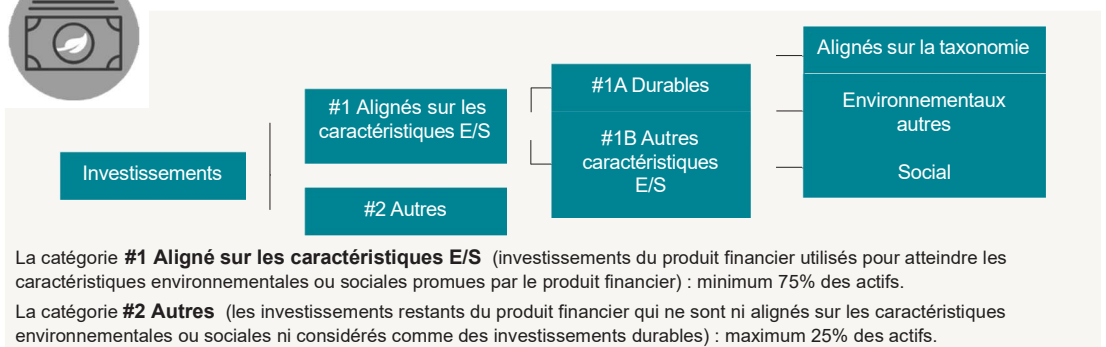 Investissements
#1 Alignés sur les
caractéristiques E/S
#2 Autres
#1A Durables
#1B Autres
caractéristiques
E/S
Alignés sur la taxonomie
Environnementaux
autres
Social
La catégorie #1 Aligné sur les caractéristiques E/S (investissements du produit financier utilisés pour atteindre les
caractéristiques environnementales ou sociales promues par le produit financier) : minimum 75% des actifs.
La catégorie #2 Autres (les investissements restants du produit financier qui ne sont ni alignés sur les caractéristiques
environnementales ou sociales ni considérés comme des investissements durables) : maximum 25% des actifs.